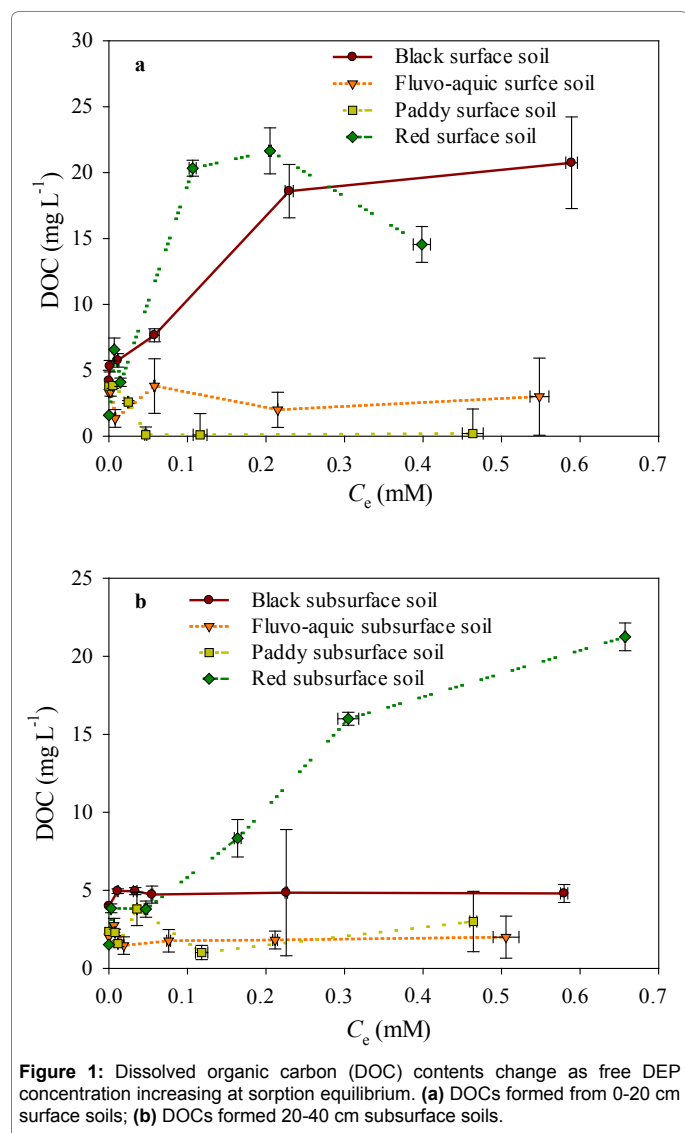 30
25
20
15
10
5
0
DOC (mg L-1)
a
Black surface soil
Fluvo-aquic surfce soil
Paddy surface soil
Red surface soil
0.0 0.1 0.2 0.3 0.4 0.5 0.6 0.7
Ce (mM)
25
20
15
10
5
0
DOC (mg L-1)
b
Black subsurface soil
Fluvo-aquic subsurface soil
Paddy subsurface soil
Red subsurface soil
0.0 0.1 0.2 0.3 0.4 0.5 0.6 0.7
Ce (mM)
Figure 1: Dissolved organic carbon (DOC) contents change as free DEP
concentration increasing at sorption equilibrium. (a) DOCs formed from 0-20 cm
surface soils; (b) DOCs formed 20-40 cm subsurface soils.